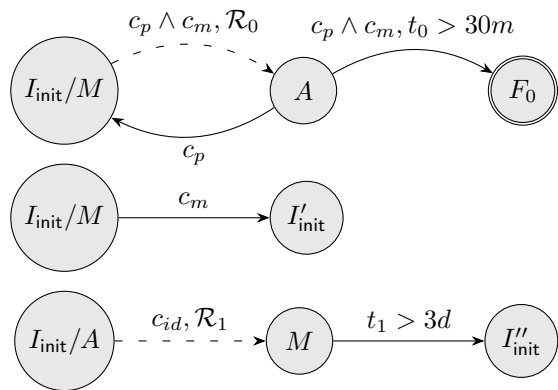 c_p ∧ c_m, ℛ_0
c_p ∧ c_m, t_0 > 30m
I_init/M
A
F_0
c_p
I_init/M
c_m
I'_init
I_init/A
c_id, ℛ_1
M
t_1 > 3d
I''_init